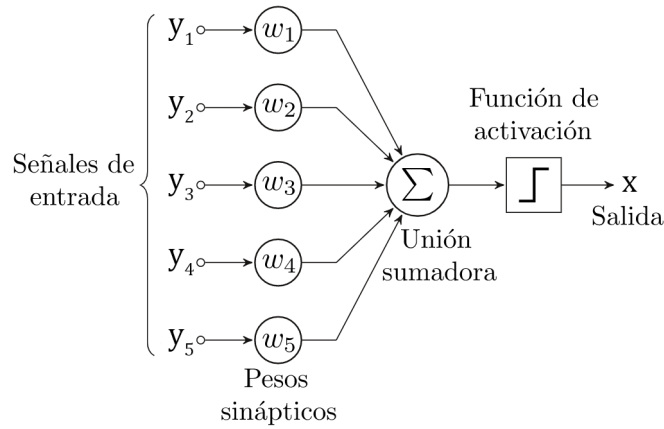 y₁
w₁
y₂
w₂
Función de
activación
Señales de
entrada
y₃
w₃
Σ
x
Salida
Unión
sumadora
y₄
w₄
y₅
w₅
Pesos
sinápticos